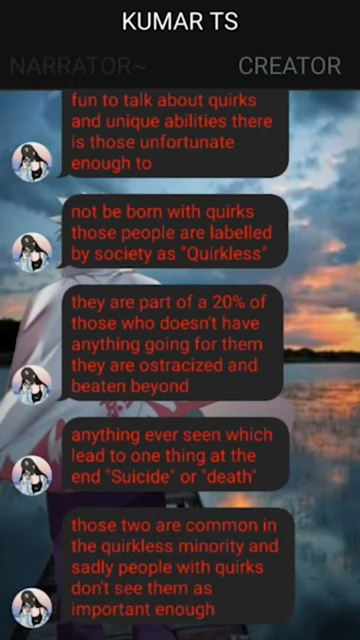 KUMAR TS
NARRATOR~
CREATOR
fun to talk about quirks
and unique abilities there
is those unfortunate
enough to
not be born with quirks
those people are labelled
by society as "Quirkless"
they are part of a 20% of
those who doesn't have
anything going for them
they are ostracized and
beaten beyond
anything ever seen which
lead to one thing at the
end "Suicide" or "death"
those two are common in
the quirkless minority and
sadly people with quirks
don't see them as
important enough